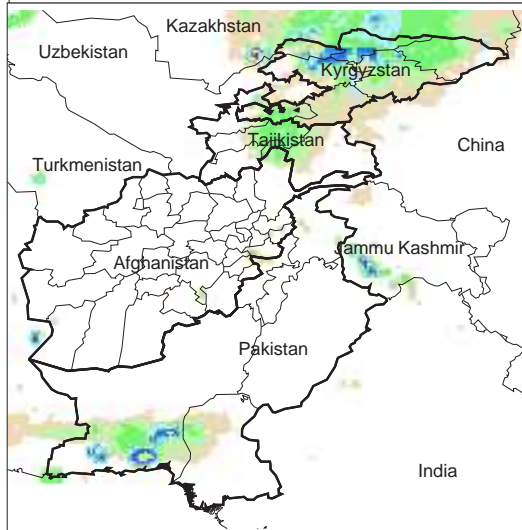 Kazakhstan
Uzbekistan
Kyrgyzstan
Tajikistan
China
Turkmenistan
Jammu Kashmir
Afghanistan
Pakistan
India